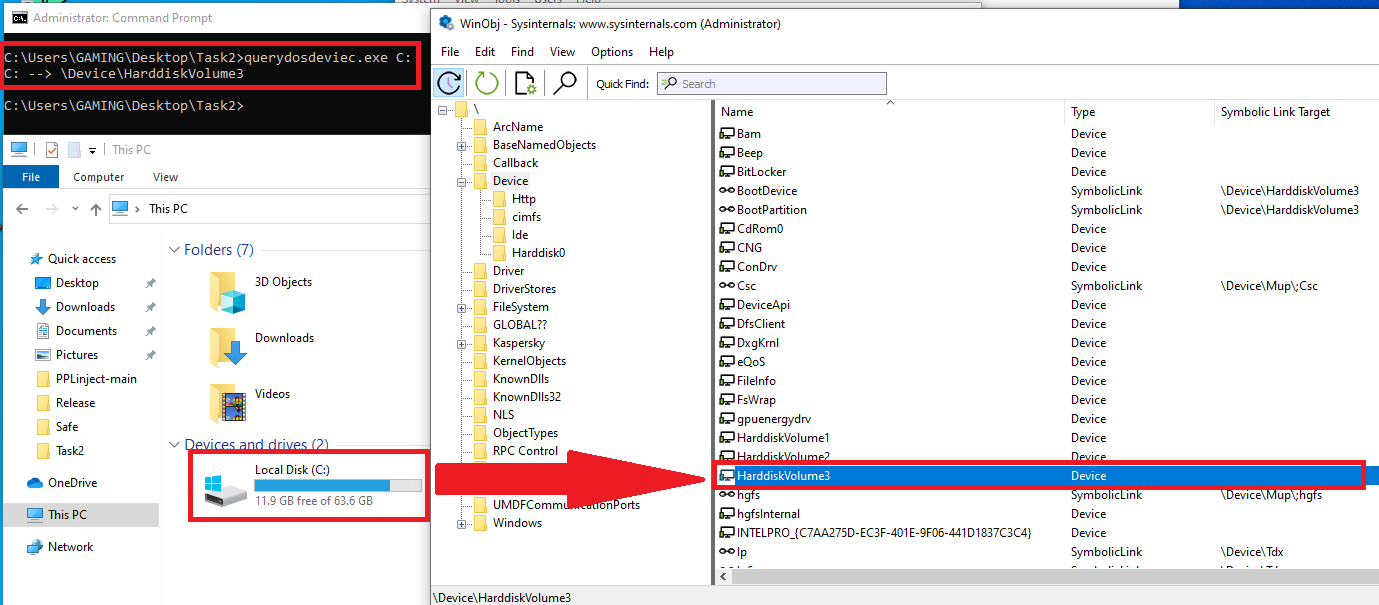 System View Tools Users Help
Administrator: Command Prompt
C:\Users\GAMING\Desktop\Task2>querydosdeviec.exe C:
C: --> \Device\HarddiskVolume3
C:\Users\GAMING\Desktop\Task2>
This PC
File Computer View
This PC
Quick access
Desktop
Downloads
Documents
Pictures
PPLinject-main
Release
Safe
Task2
OneDrive
This PC
Network
Folders (7)
3D Objects
Downloads
Videos
Devices and drives (2)
Local Disk (C:)
11.9 GB free of 63.6 GB
WinObj - Sysinternals: www.sysinternals.com (Administrator)
File Edit Find View Options Help
Quick Find: Search
\
ArcName
BaseNamedObjects
Callback
Device
Http
cimfs
Ide
Harddisk0
Driver
DriverStores
FileSystem
GLOBAL??
Kaspersky
KernelObjects
KnownDlls
KnownDlls32
NLS
ObjectTypes
RPC Control
UMDFCommunicationPorts
Windows
Name Type Symbolic Link Target
Bam Device
Beep Device
BitLocker Device
BootDevice SymbolicLink \Device\HarddiskVolume3
BootPartition SymbolicLink \Device\HarddiskVolume3
CdRom0 Device
CNG Device
ConDrv Device
Csc SymbolicLink \Device\Mup\;Csc
DeviceApi Device
DfsClient Device
DxgKrnl Device
eQoS Device
FileInfo Device
FsWrap Device
gpuenergydrv Device
HarddiskVolume1 Device
HarddiskVolume2 Device
HarddiskVolume3 Device
hgfs SymbolicLink \Device\Mup\;hgfs
hgfsInternal Device
INTELPRO_{C7AA275D-EC3F-401E-9F06-441D1837C3C4} Device
Ip SymbolicLink \Device\Tdx
\Device\HarddiskVolume3